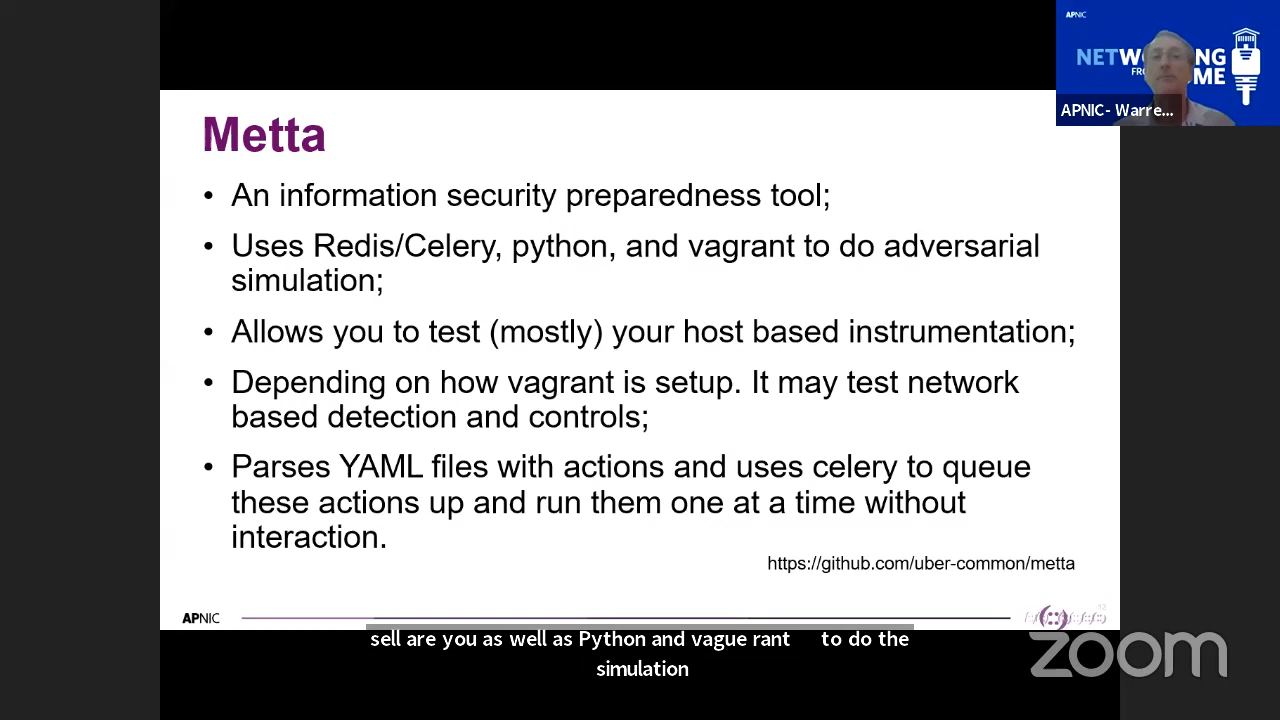 APNIC
NETWO NG
FRO ME
APNIC- Warre...
Metta
• An information security preparedness tool;
• Uses Redis/Celery, python, and vagrant to do adversarial
simulation;
• Allows you to test (mostly) your host based instrumentation;
• Depending on how vagrant is setup. It may test network
based detection and controls;
• Parses YAML files with actions and uses celery to queue
these actions up and run them one at a time without
interaction.
https://github.com/uber-common/metta
APNIC
12
sell are you as well as Python and vague rant to do the
simulation
zoom